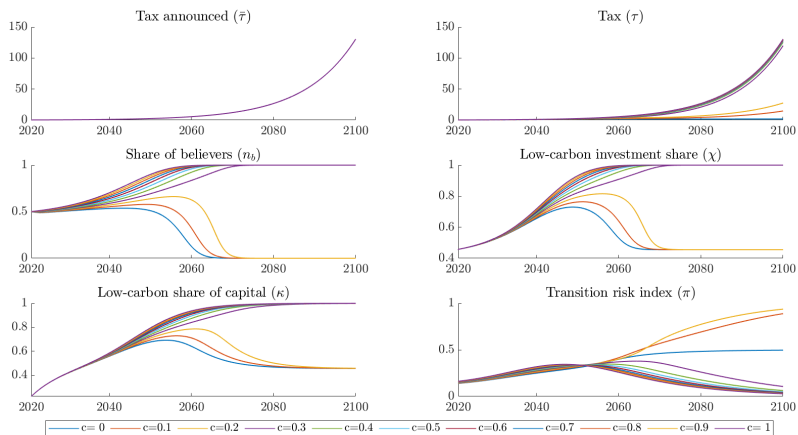 Tax announced (τ̄)
150
100
50
0
2020 2040 2060 2080 2100
Tax (τ)
150
100
50
0
2020 2040 2060 2080 2100
Share of believers (n_b)
1
0.5
0
2020 2040 2060 2080 2100
Low-carbon investment share (χ)
1
0.8
0.6
0.4
2020 2040 2060 2080 2100
Low-carbon share of capital (κ)
1
0.8
0.6
0.4
2020 2040 2060 2080 2100
Transition risk index (π)
1
0.5
0
2020 2040 2060 2080 2100
c= 0 c=0.1 c=0.2 c=0.3 c=0.4 c=0.5 c=0.6 c=0.7 c=0.8 c=0.9 c= 1